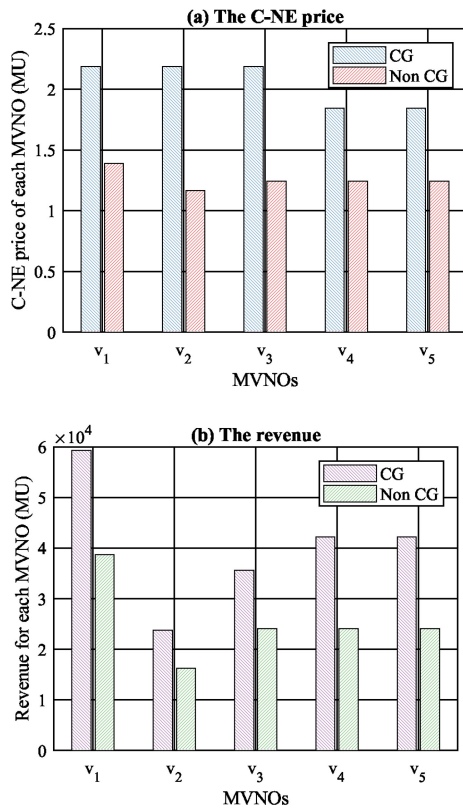 (a) The C-NE price
C-NE price of each MVNO (MU)
2.5
2
1.5
1
0.5
0
CG
Non CG
v1 v2 v3 v4 v5
MVNOs
(b) The revenue
×10^4
Revenue for each MVNO (MU)
6
5
4
3
2
1
0
CG
Non CG
v1 v2 v3 v4 v5
MVNOs